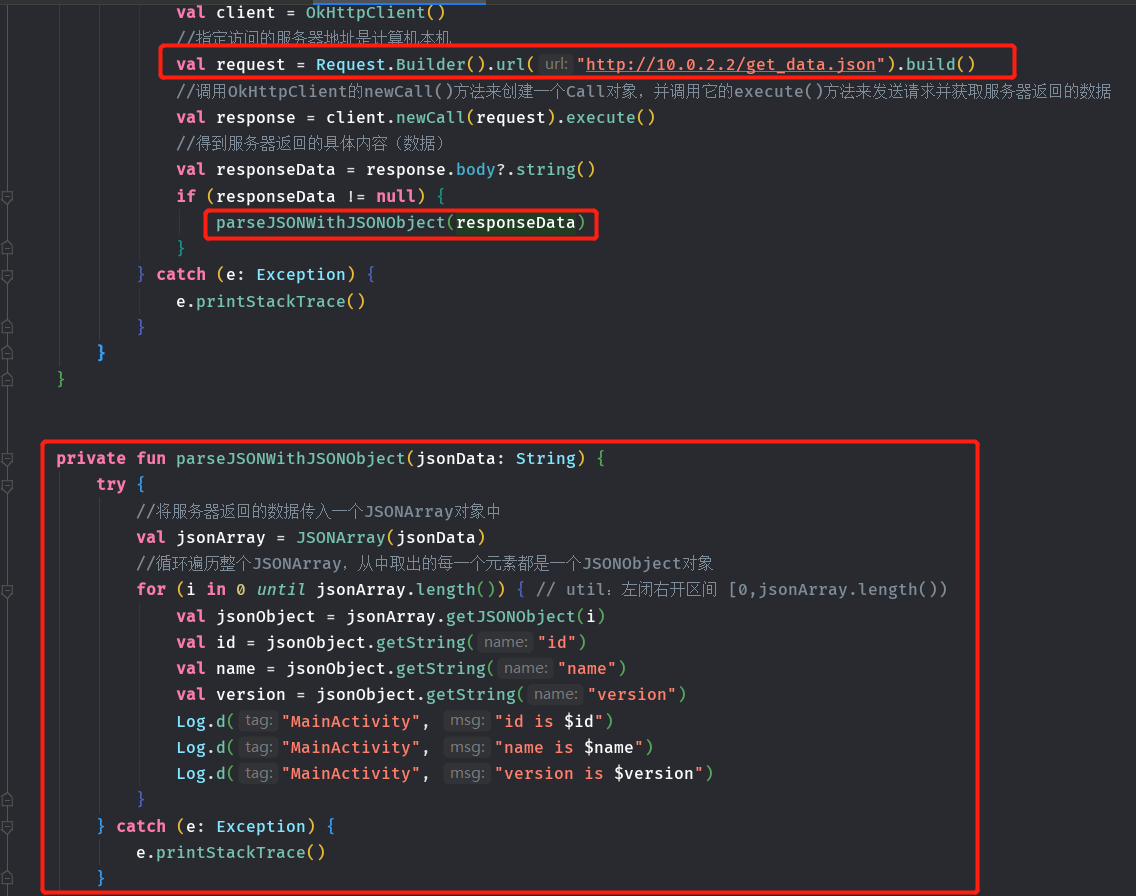 val client = OkHttpClient()
//指定访问的服务器地址是计算机本机
val request = Request.Builder().url( url: "http://10.0.2.2/get_data.json").build()
//调用OkHttpClient的newCall()方法来创建一个Call对象，并调用它的execute()方法来发送请求并获取服务器返回的数据
val response = client.newCall(request).execute()
//得到服务器返回的具体内容（数据）
val responseData = response.body?.string()
if (responseData != null) {
parseJSONWithJSONObject(responseData)
}
} catch (e: Exception) {
e.printStackTrace()
}
}
}
private fun parseJSONWithJSONObject(jsonData: String) {
try {
//将服务器返回的数据传入一个JSONArray对象中
val jsonArray = JSONArray(jsonData)
//循环遍历整个JSONArray，从中取出的每一个元素都是一个JSONObject对象
for (i in 0 until jsonArray.length()) { // util：左闭右开区间 [0,jsonArray.length())
val jsonObject = jsonArray.getJSONObject(i)
val id = jsonObject.getString( name: "id")
val name = jsonObject.getString( name: "name")
val version = jsonObject.getString( name: "version")
Log.d( tag: "MainActivity", msg: "id is $id")
Log.d( tag: "MainActivity", msg: "name is $name")
Log.d( tag: "MainActivity", msg: "version is $version")
}
} catch (e: Exception) {
e.printStackTrace()
}